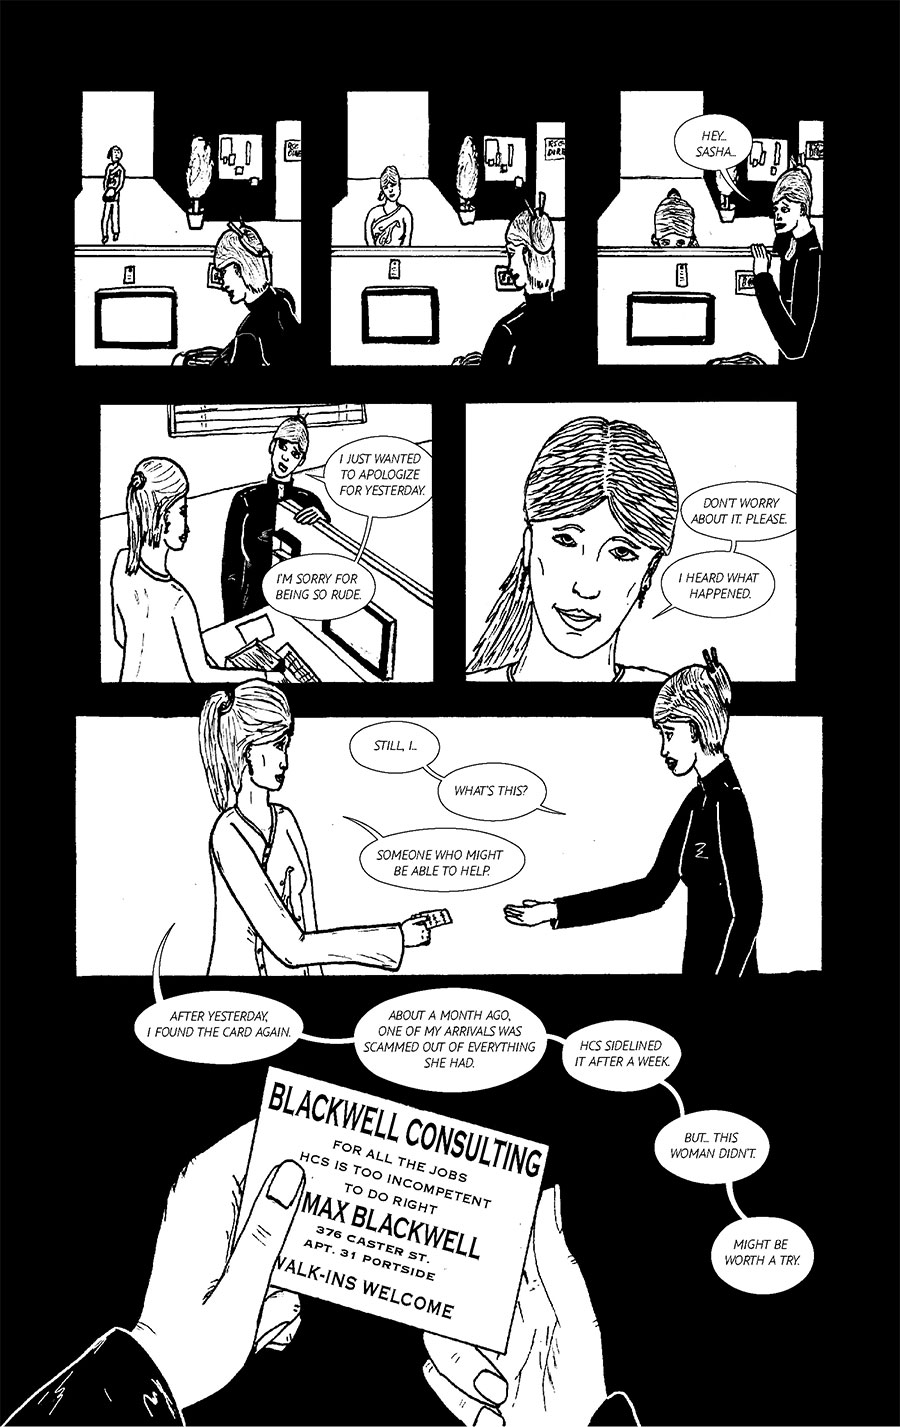 HEY...
SASHA...
I JUST WANTED
TO APOLOGIZE
FOR YESTERDAY.
I'M SORRY FOR
BEING SO RUDE.
DON'T WORRY
ABOUT IT. PLEASE.
I HEARD WHAT
HAPPENED.
STILL, I...
WHAT'S THIS?
SOMEONE WHO MIGHT
BE ABLE TO HELP.
AFTER YESTERDAY,
I FOUND THE CARD AGAIN.
ABOUT A MONTH AGO,
ONE OF MY ARRIVALS WAS
SCAMMED OUT OF EVERYTHING
SHE HAD.
HCS SIDELINED
IT AFTER A WEEK.
BUT... THIS
WOMAN DIDN'T.
MIGHT BE
WORTH A TRY.
BLACKWELL CONSULTING
FOR ALL THE JOBS
HCS IS TOO INCOMPETENT
TO DO RIGHT
MAX BLACKWELL
376 CASTER ST.
APT. 31 PORTSIDE
WALK-INS WELCOME